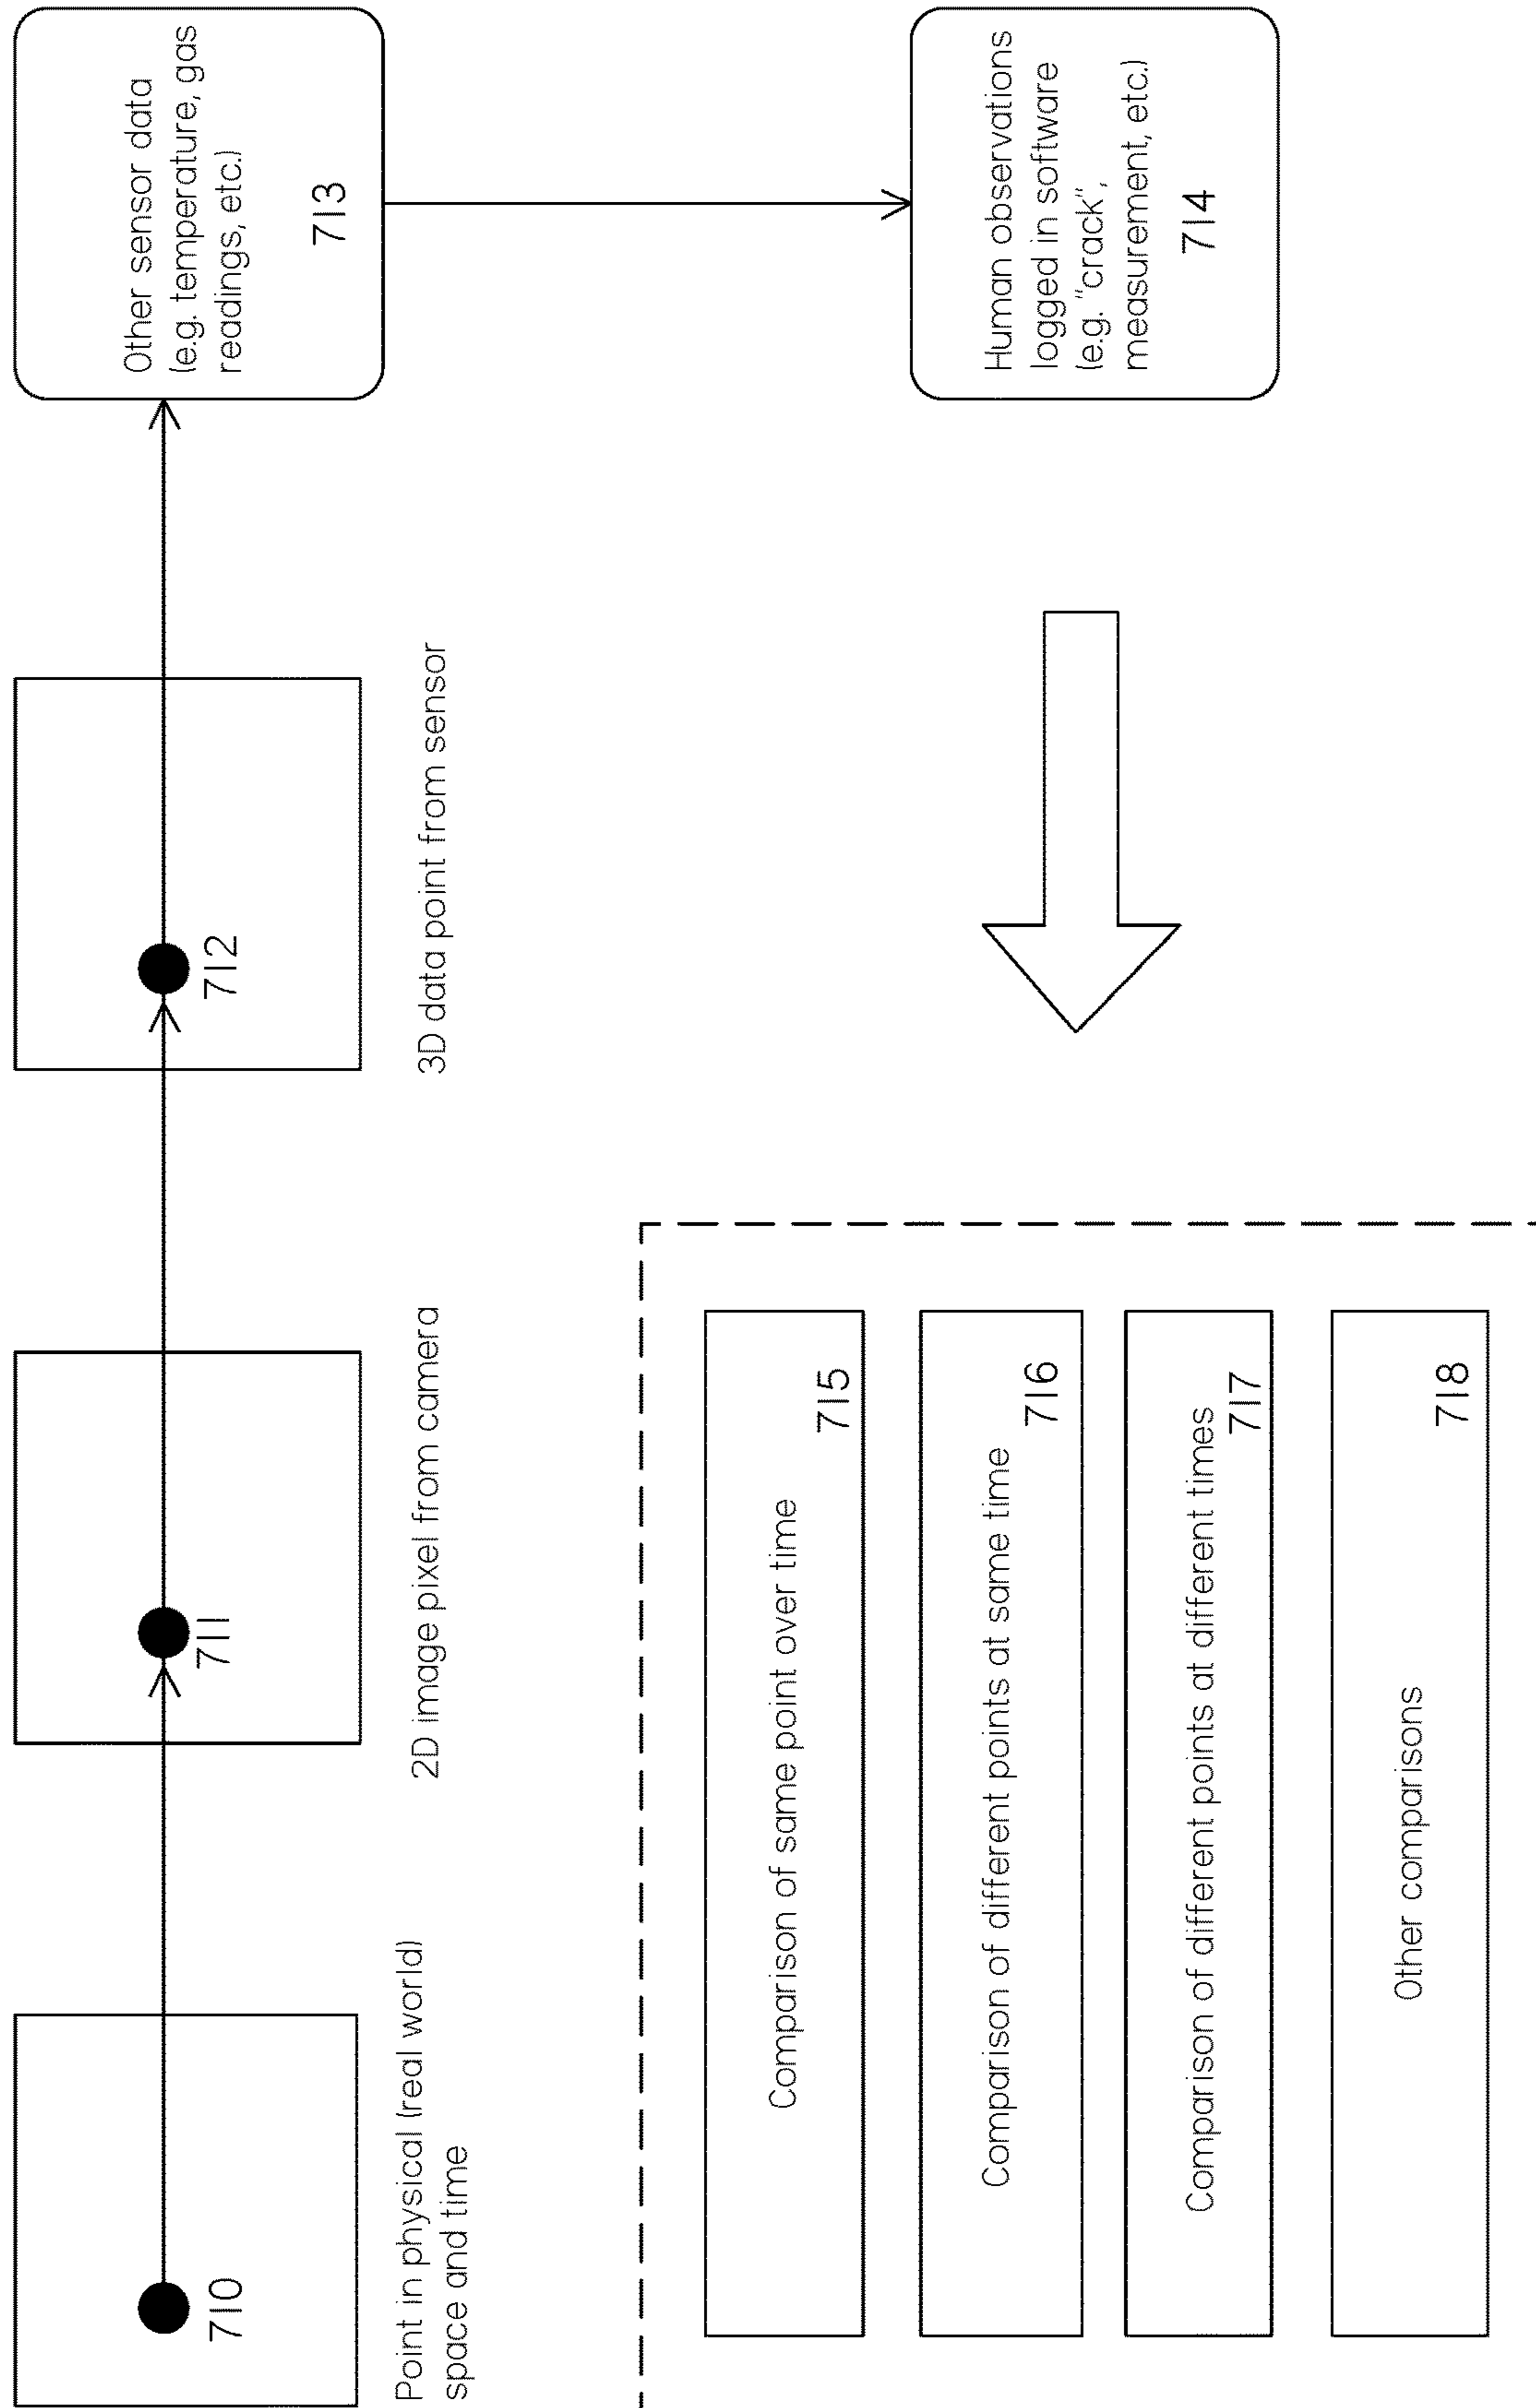 710
Point in physical (real world)
space and time
711
2D image pixel from camera
712
3D data point from sensor
Other sensor data
(e.g. temperature, gas
readings, etc.)
713
Human observations
logged in software
(e.g. "crack",
measurement, etc.)
714
Comparison of same point over time
715
Comparison of different points at same time
716
Comparison of different points at different times
717
Other comparisons
718